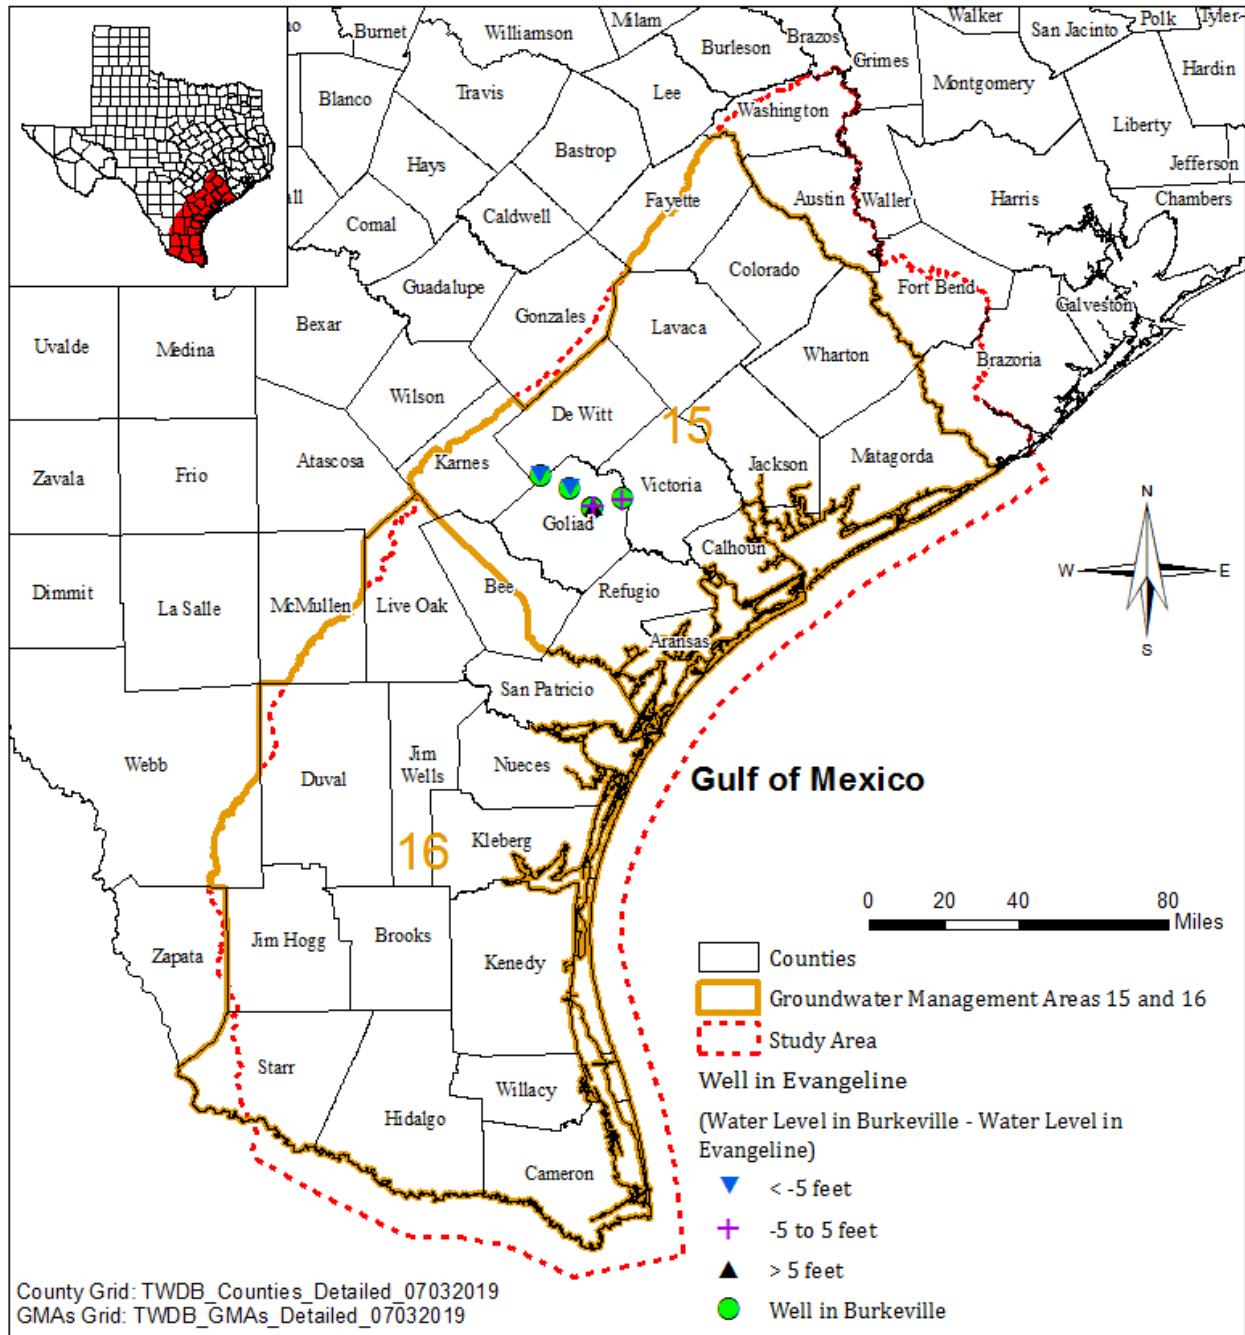 Milam
Walker
Polk
Tyler-
Burnet
Williamson
San Jacinto
Brazos
Burleson
Grimes
Hardin
Montgomery
Blanco
Travis
Lee
Washington
Liberty
Bastrop
Hays
Jefferson
all
Austin
Waller
Harris
Chambers
Fayette
Comal
Caldwell
Colorado
Guadalupe
Fort Bend
Galveston
Gonzales
Bexar
Lavaca
Uvalde
Medina
Wharton
Brazoria
Wilson
De Witt
15
Karnes
Atascosa
Matagorda
Jackson
Zavala
Frio
Victoria
Goliad
N
Calhoun
W
E
Dimmit
La Salle
McMullen
Live Oak
Bee
Refugio
Aransas
S
San Patricio
Webb
Duval
Jim
Wells
Nueces
Gulf of Mexico
16
Kleberg
0 20 40 80
Miles
Zapata
Jim Hogg
Brooks
Kenedy
Counties
Groundwater Management Areas 15 and 16
Study Area
Starr
Willacy
Hidalgo
Cameron
Well in Evangeline
(Water Level in Burkeville - Water Level in
Evangeline)
< -5 feet
-5 to 5 feet
> 5 feet
Well in Burkeville
County Grid: TWDB_Counties_Detailed_07032019
GMAs Grid: TWDB_GMAs_Detailed_07032019